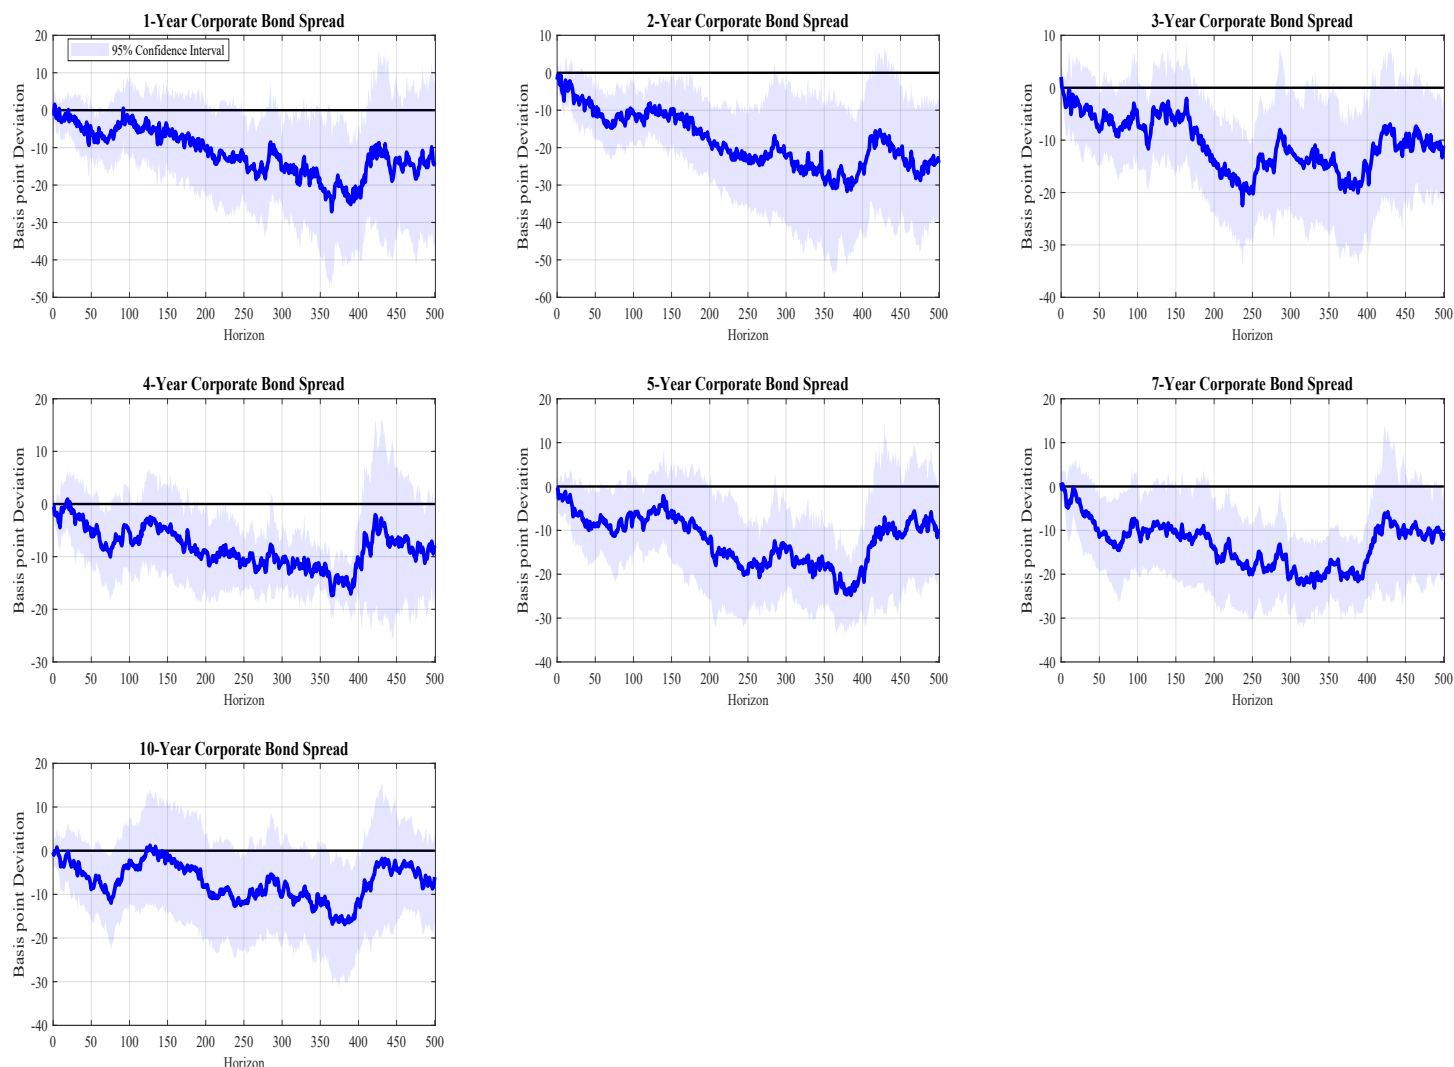 1-Year Corporate Bond Spread
Basis point Deviation
20
10
0
-10
-20
-30
-40
-50
95% Confidence Interval
0 50 100 150 200 250 300 350 400 450 500
Horizon
2-Year Corporate Bond Spread
Basis point Deviation
10
0
-10
-20
-30
-40
-50
-60
0 50 100 150 200 250 300 350 400 450 500
Horizon
3-Year Corporate Bond Spread
Basis point Deviation
10
0
-10
-20
-30
-40
0 50 100 150 200 250 300 350 400 450 500
Horizon
4-Year Corporate Bond Spread
Basis point Deviation
20
10
0
-10
-20
-30
0 50 100 150 200 250 300 350 400 450 500
Horizon
5-Year Corporate Bond Spread
Basis point Deviation
20
10
0
-10
-20
-30
-40
0 50 100 150 200 250 300 350 400 450 500
Horizon
7-Year Corporate Bond Spread
Basis point Deviation
20
10
0
-10
-20
-30
-40
0 50 100 150 200 250 300 350 400 450 500
Horizon
10-Year Corporate Bond Spread
Basis point Deviation
20
10
0
-10
-20
-30
-40
0 50 100 150 200 250 300 350 400 450 500
Horizon